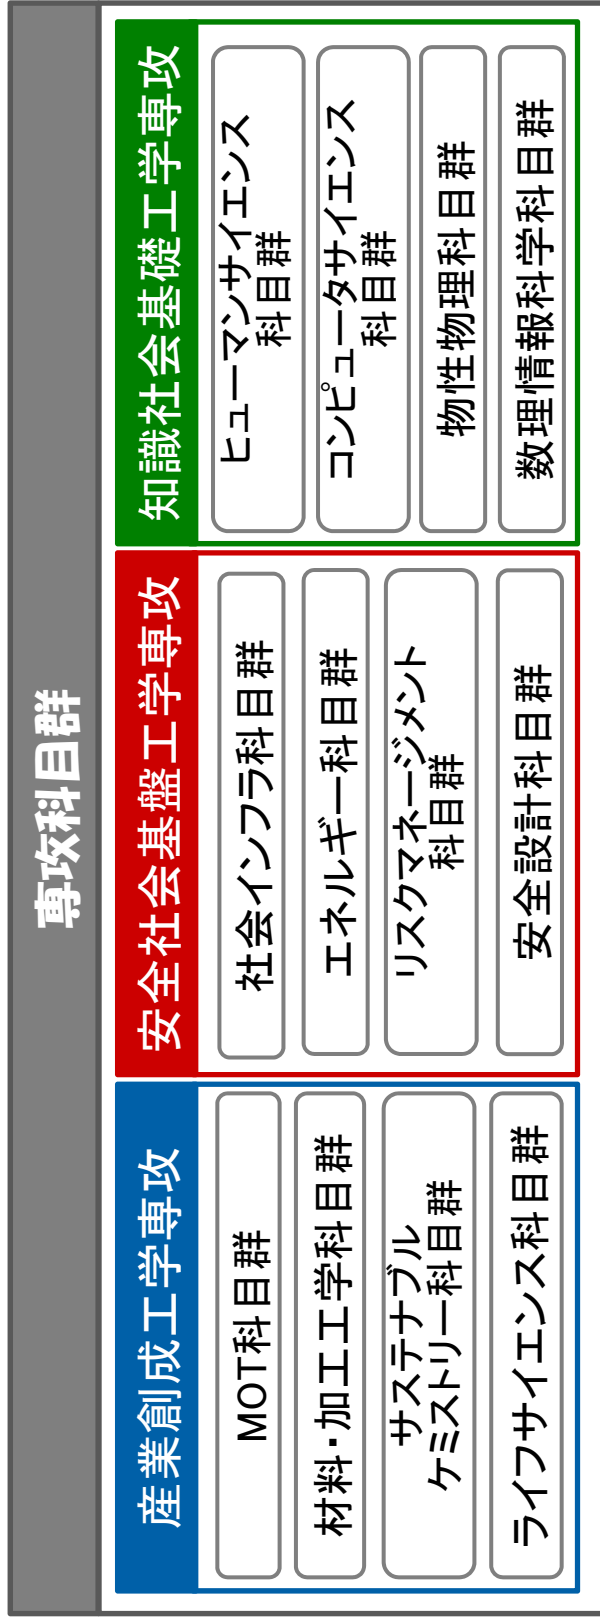 専攻科目群
産業創成工学専攻
MOT科目群
材料・加工工学科目群
サステナブル
ケミストリー科目群
ライフサイエンス科目群
安全社会基盤工学専攻
社会インフラ科目群
エネルギー科目群
リスクマネージメント
科目群
安全設計科目群
知識社会基礎工学専攻
ヒューマンサイエンス
科目群
コンピュータサイエンス
科目群
物性物理科目群
数理情報科学科目群